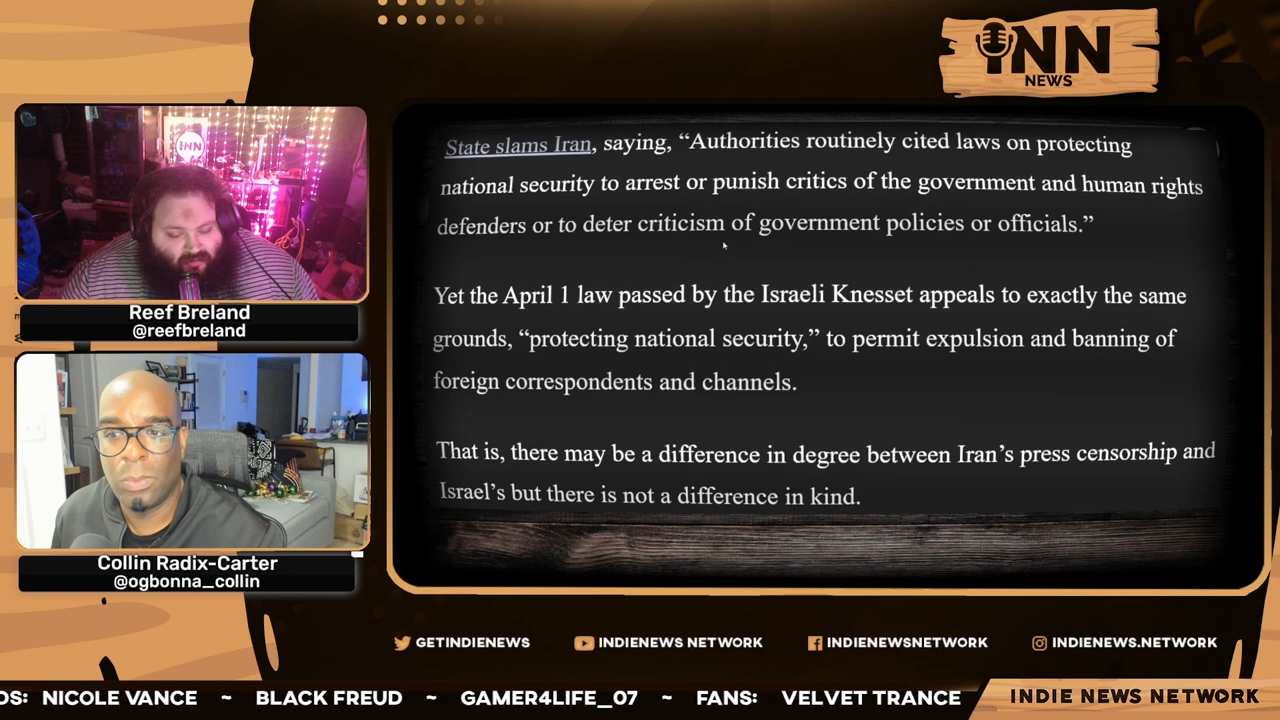 INN
NEWS
INN
State slams Iran, saying, “Authorities routinely cited laws on protecting
national security to arrest or punish critics of the government and human rights
defenders or to deter criticism of government policies or officials.”
Yet the April 1 law passed by the Israeli Knesset appeals to exactly the same
grounds, “protecting national security,” to permit expulsion and banning of
foreign correspondents and channels.
That is, there may be a difference in degree between Iran’s press censorship and
Israel’s but there is not a difference in kind.
Reef Breland
@reefbreland
Collin Radix-Carter
@ogbonna_collin
GETINDIENEWS
INDIENEWS NETWORK
INDIENEWSNETWORK
INDIENEWS.NETWORK
DS: NICOLE VANCE ~ BLACK FREUD ~ GAMER4LIFE_07 ~ FANS: VELVET TRANCE
INDIE NEWS NETWORK